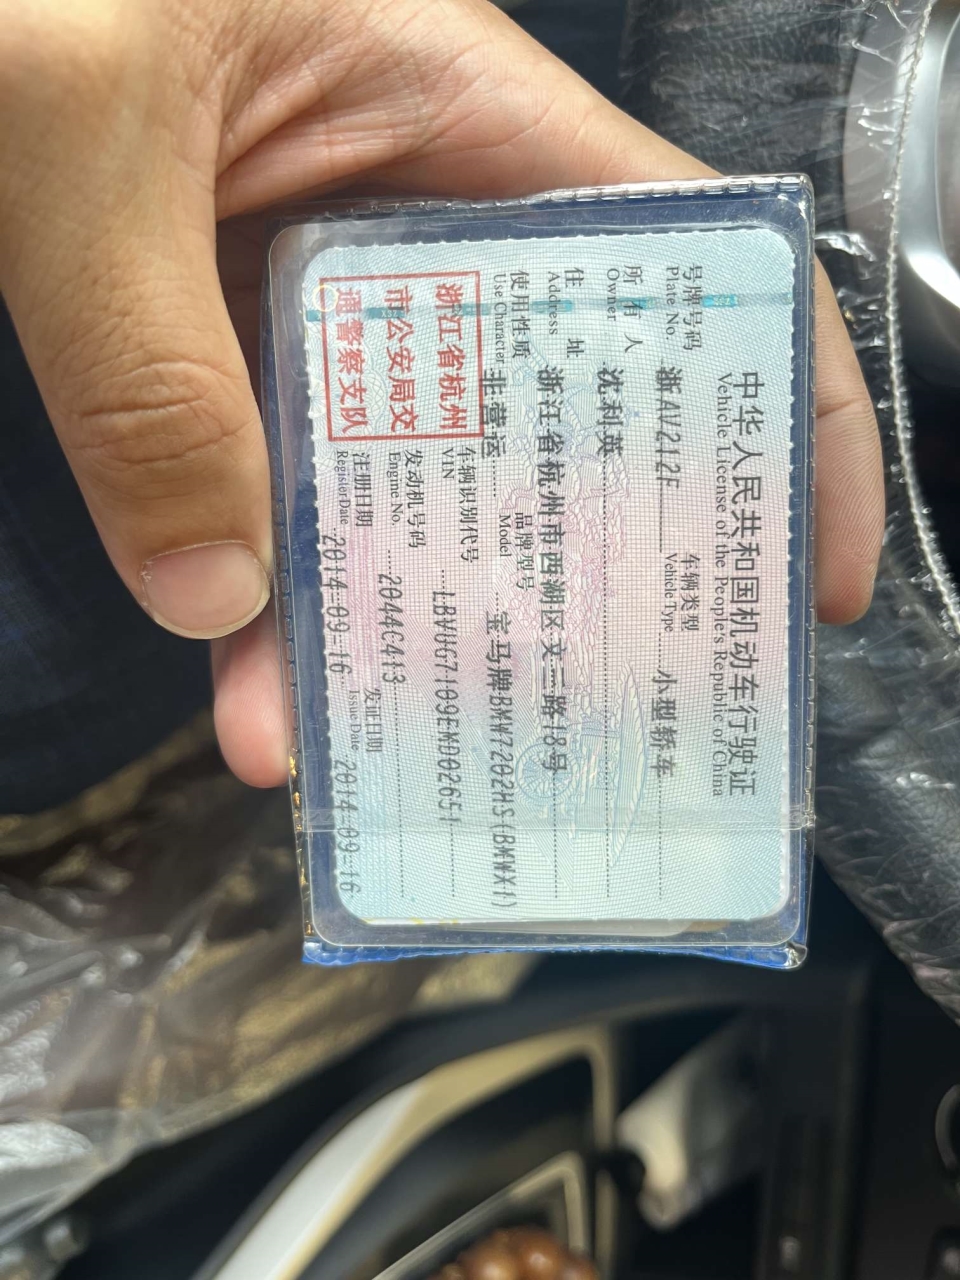 中华人民共和国机动车行驶证
Vehicle License of the People's Republic of China
号牌号码 浙AV212F 车辆类型 小型轿车
Plate No. Vehicle Type
所有人 沈利英
Owner
住址 浙江省杭州市西湖区文三路18号
Address
使用性质 非营运 品牌型号 宝马牌BMW7202HS(BMWX1)
Use Character Model
浙江省杭州
市公安局交
通警察支队
车辆识别代号 LBVUG7109EM002651
VIN
发动机号码 2044C413
Engine No.
注册日期 2014-09-16 发证日期 2014-09-16
Register Date Issue Date